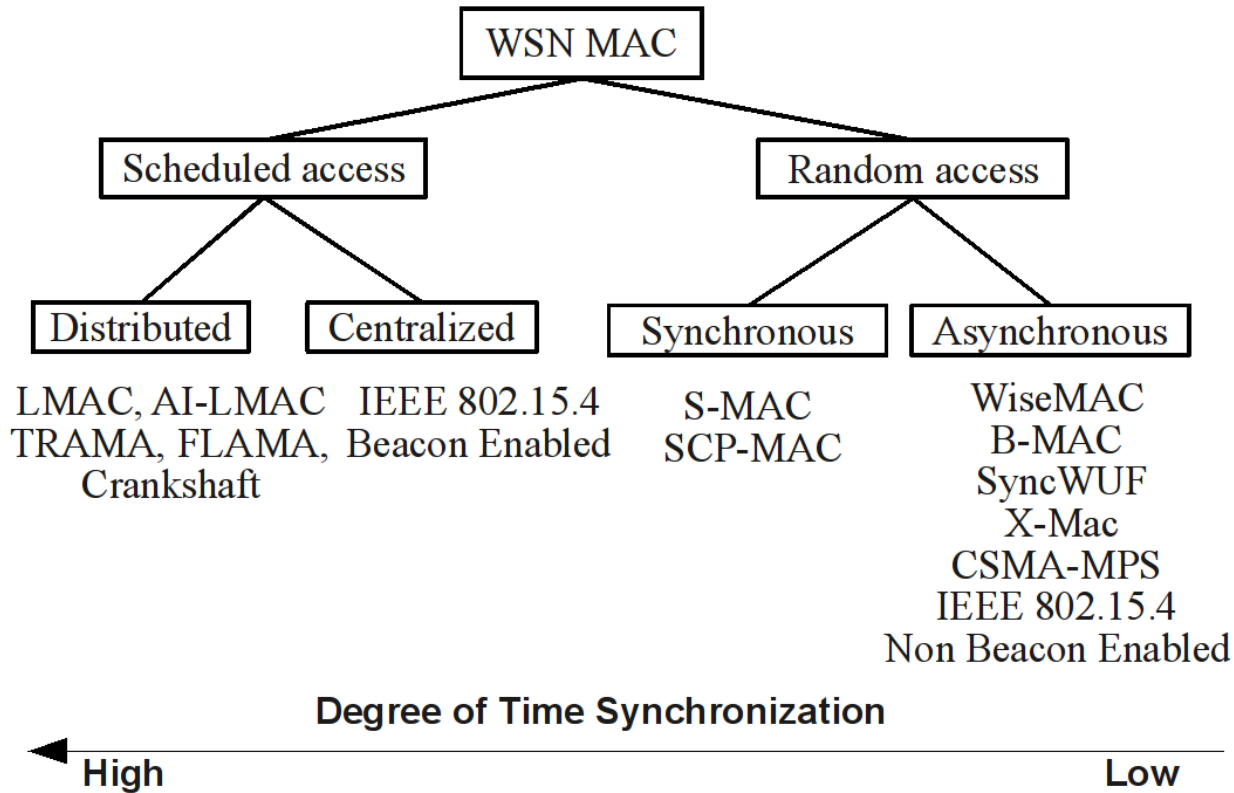 WSN MAC
Scheduled access
Random access
Distributed
Centralized
Synchronous
Asynchronous
LMAC, AI-LMAC
TRAMA, FLAMA,
Crankshaft
IEEE 802.15.4
Beacon Enabled
S-MAC
SCP-MAC
WiseMAC
B-MAC
SyncWUF
X-Mac
CSMA-MPS
IEEE 802.15.4
Non Beacon Enabled
Degree of Time Synchronization
High
Low